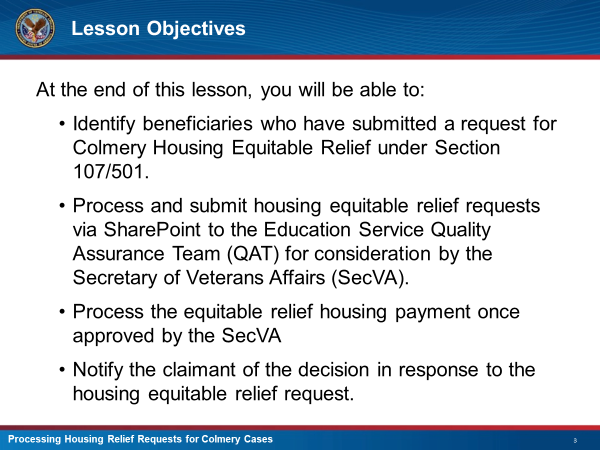 Lesson Objectives
At the end of this lesson, you will be able to:
• Identify beneficiaries who have submitted a request for
Colmery Housing Equitable Relief under Section
107/501.
• Process and submit housing equitable relief requests
via SharePoint to the Education Service Quality
Assurance Team (QAT) for consideration by the
Secretary of Veterans Affairs (SecVA).
• Process the equitable relief housing payment once
approved by the SecVA
• Notify the claimant of the decision in response to the
housing equitable relief request.
Processing Housing Relief Requests for Colmery Cases
3